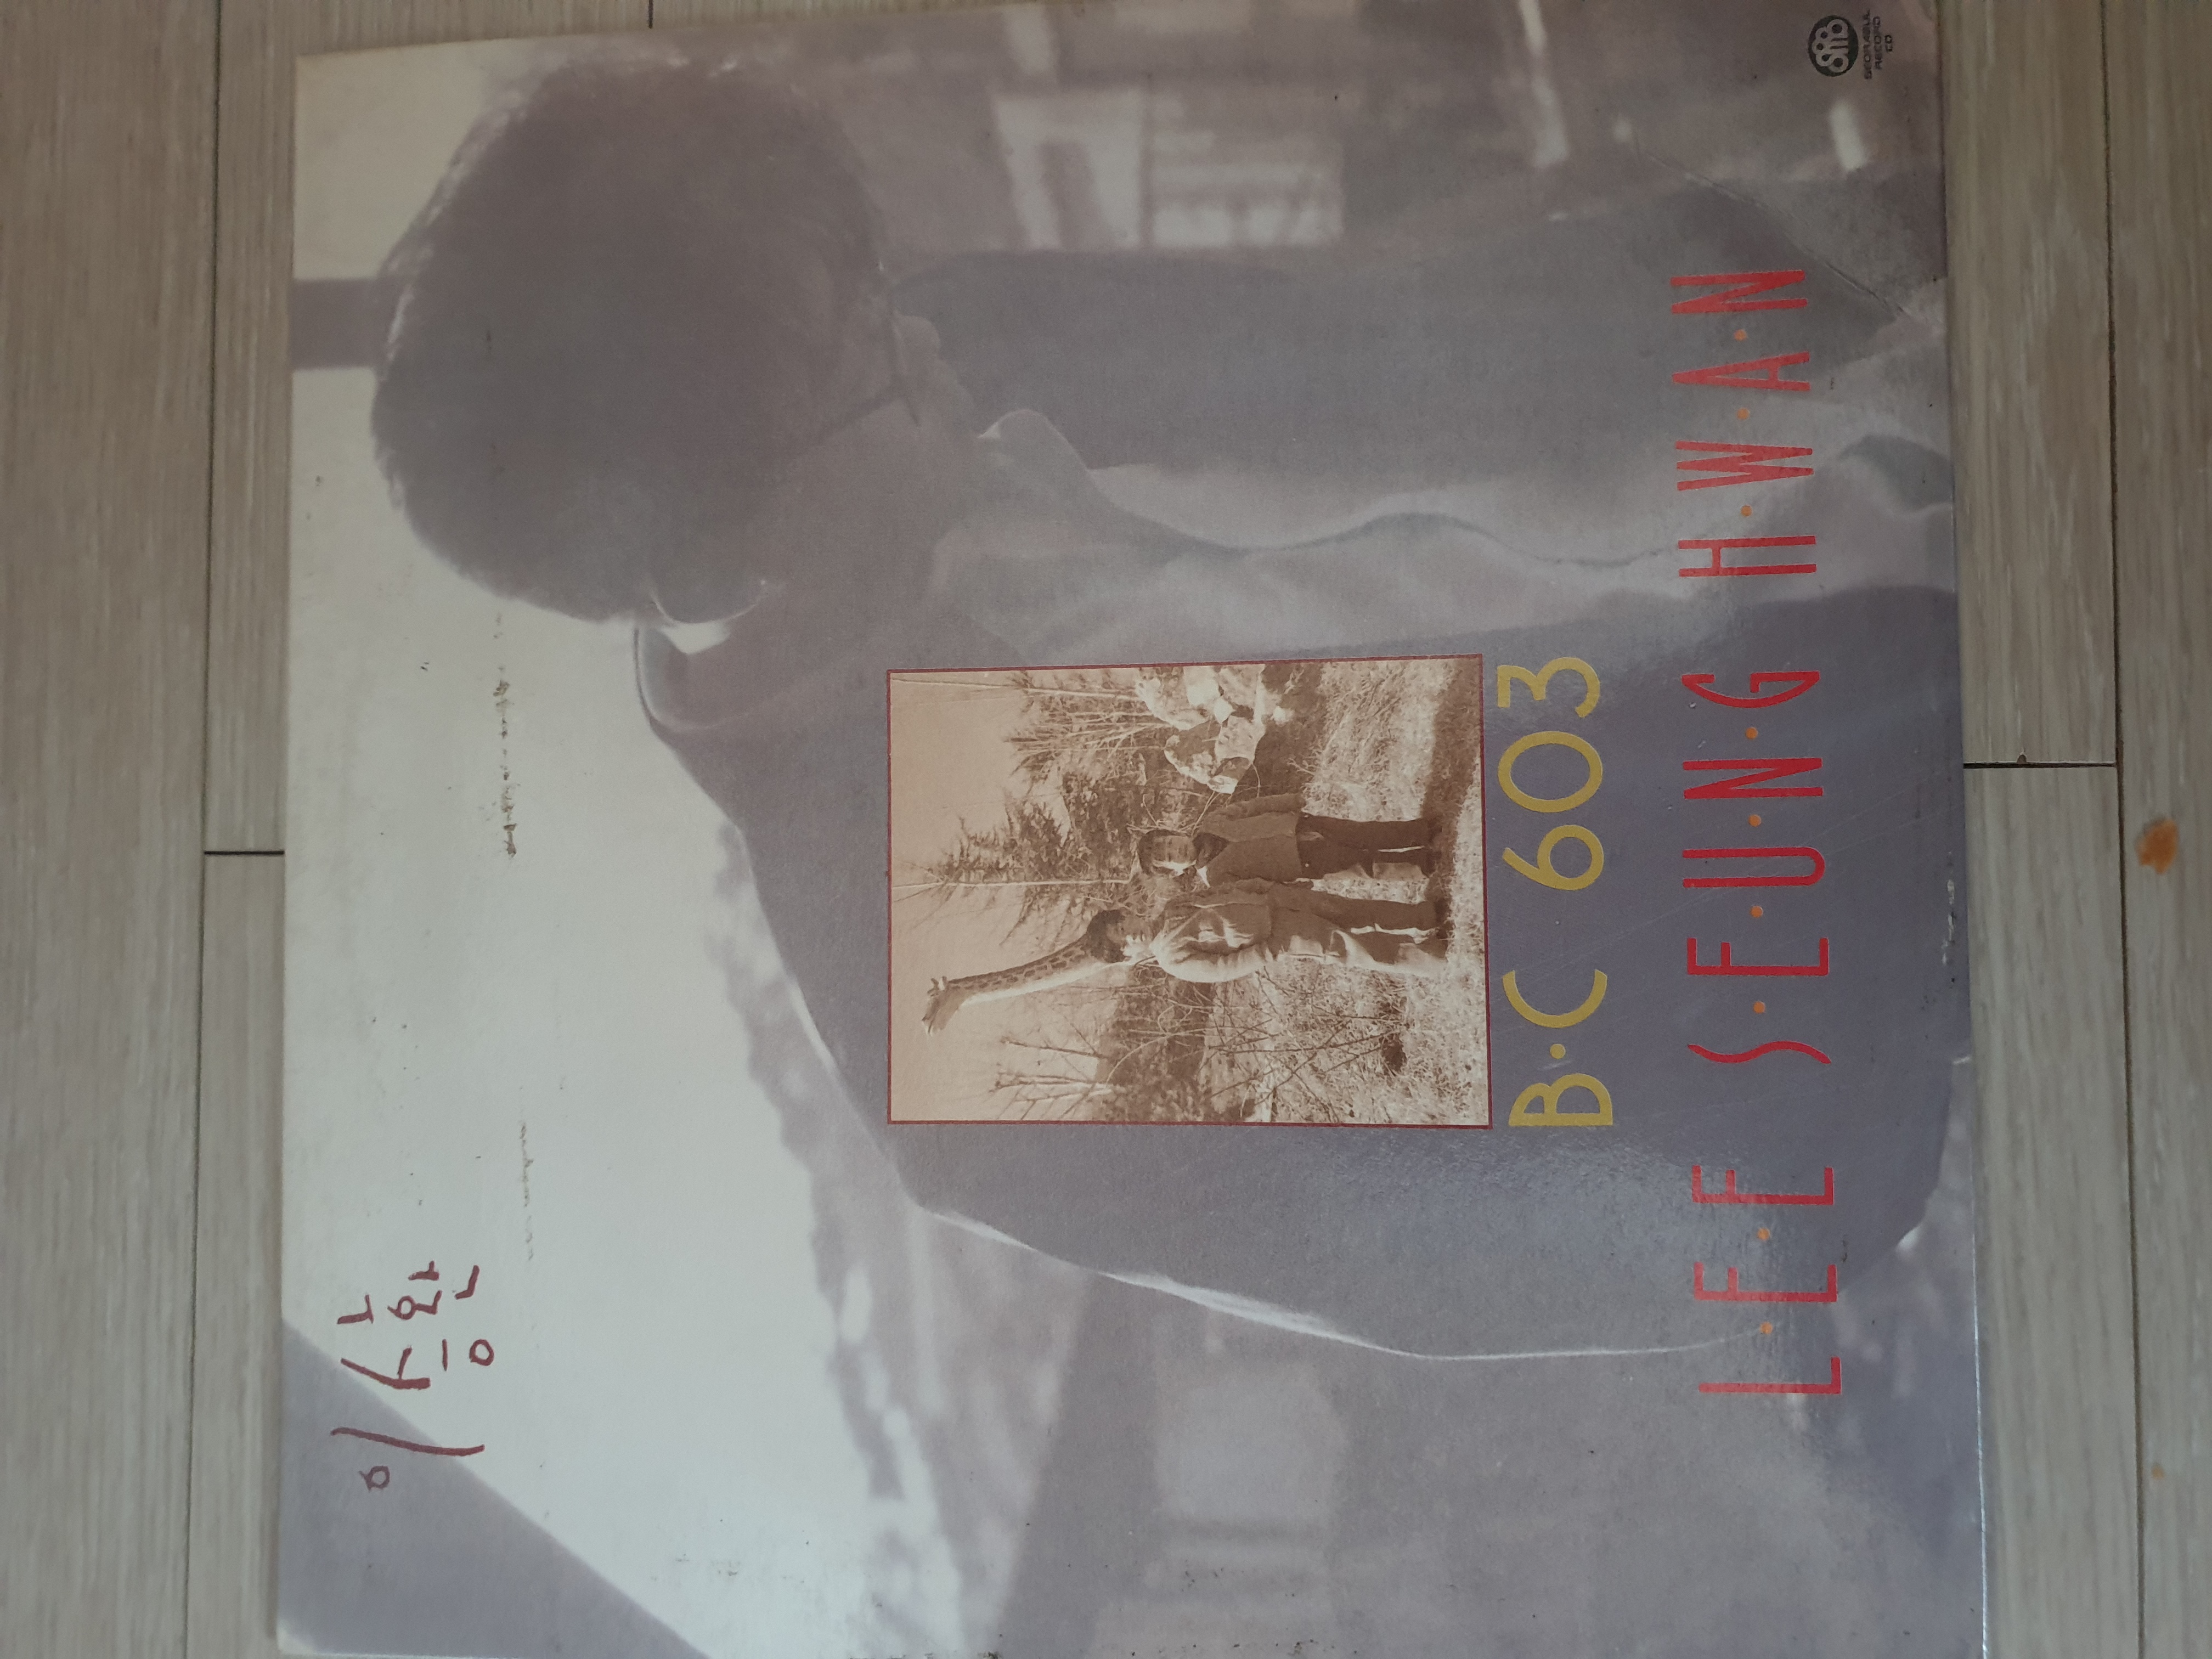 이승환
B·C 603
L·E·E S·E·U·N·G H·W·A·N
SEORABUL
RECORD
CO